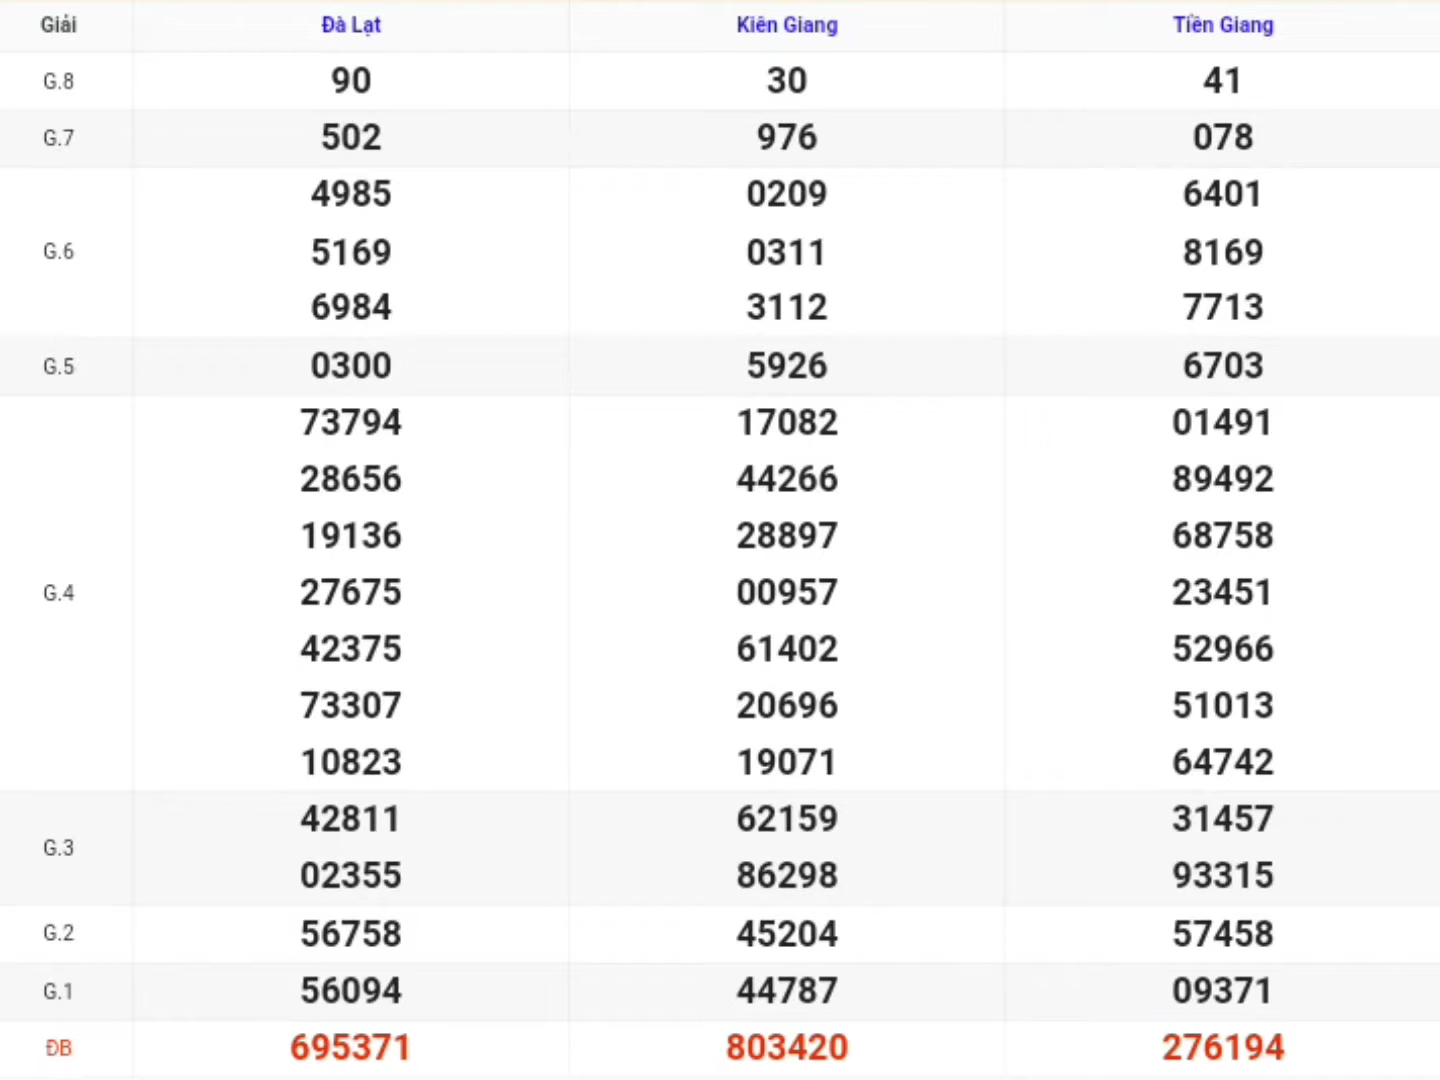 Giải Đà Lạt Kiên Giang Tiền Giang
G.8 90 30 41
G.7 502 976 078
4985 0209 6401
G.6 5169 0311 8169
6984 3112 7713
G.5 0300 5926 6703
73794 17082 01491
28656 44266 89492
19136 28897 68758
G.4 27675 00957 23451
42375 61402 52966
73307 20696 51013
10823 19071 64742
G.3 42811 62159 31457
02355 86298 93315
G.2 56758 45204 57458
G.1 56094 44787 09371
ĐB 695371 803420 276194